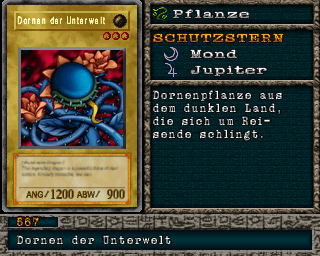 Dornen der Unterwelt
Pflanze
SCHUTZSTERN
Mond
Jupiter
Dornenpflanze aus
dem dunklen Land,
die sich um Rei-
sende schlingt.
ANG/ 1200 ABW/ 900
567
Dornen der Unterwelt